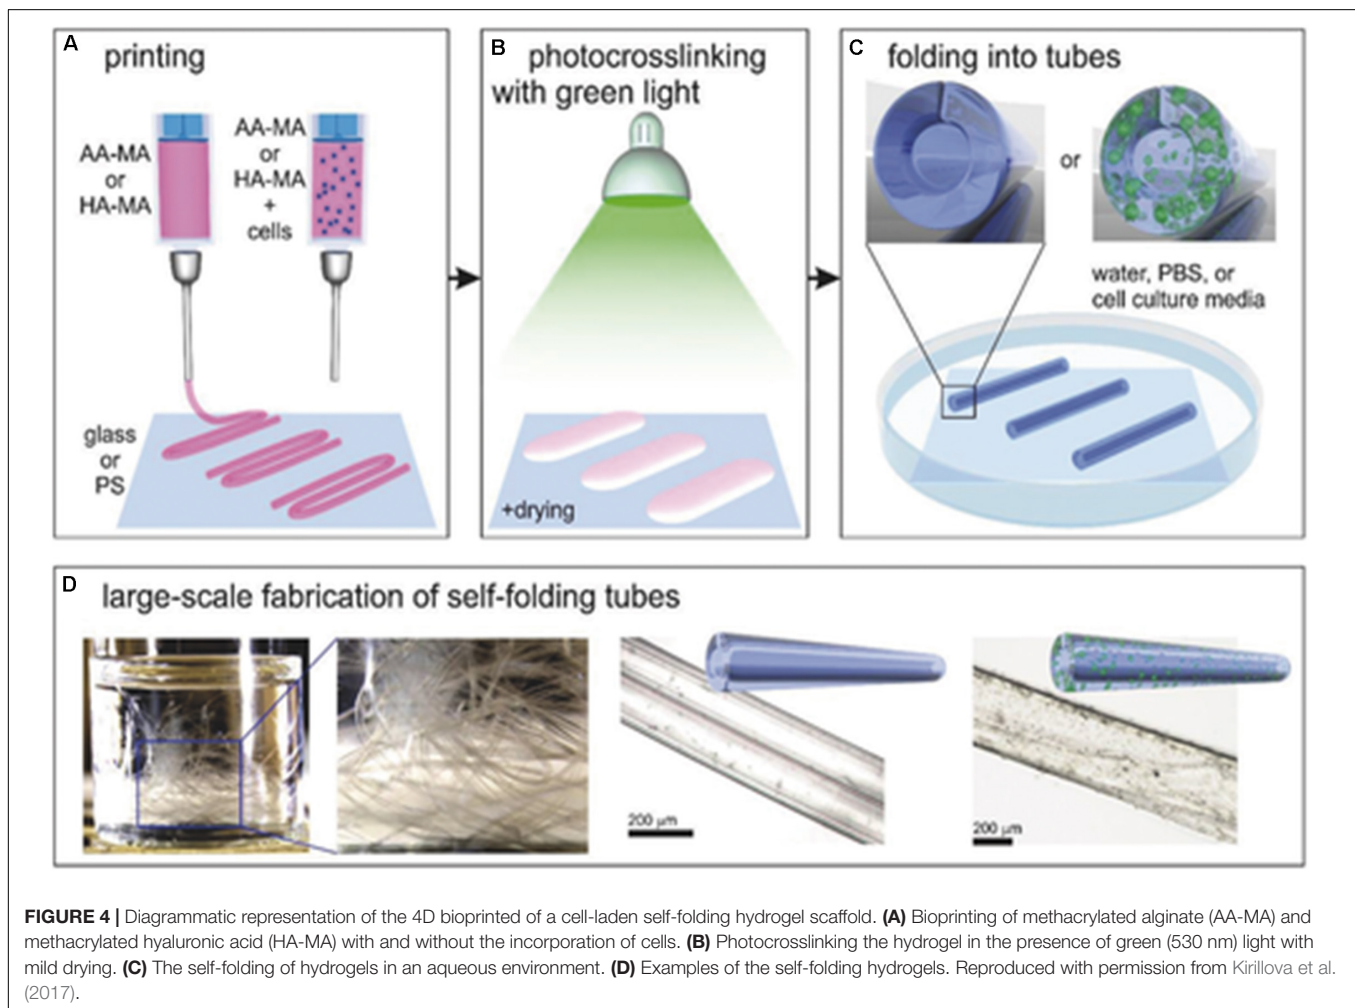 A
printing
AA-MA
or
HA-MA
AA-MA
or
HA-MA
+
cells
glass
or
PS
B
photocrosslinking
with green light
+drying
C
folding into tubes
or
water, PBS, or
cell culture media
D
large-scale fabrication of self-folding tubes
200 µm
200 µm
FIGURE 4 | Diagrammatic representation of the 4D bioprinted of a cell-laden self-folding hydrogel scaffold. (A) Bioprinting of methacrylated alginate (AA-MA) and
methacrylated hyaluronic acid (HA-MA) with and without the incorporation of cells. (B) Photocrosslinking the hydrogel in the presence of green (530 nm) light with
mild drying. (C) The self-folding of hydrogels in an aqueous environment. (D) Examples of the self-folding hydrogels. Reproduced with permission from Kirillova et al.
(2017).